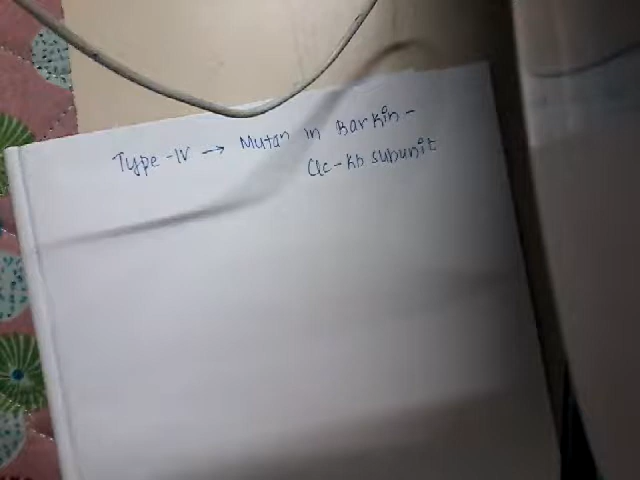 Type-IV → Mutan in Barkin-
Clc-Kb subunit